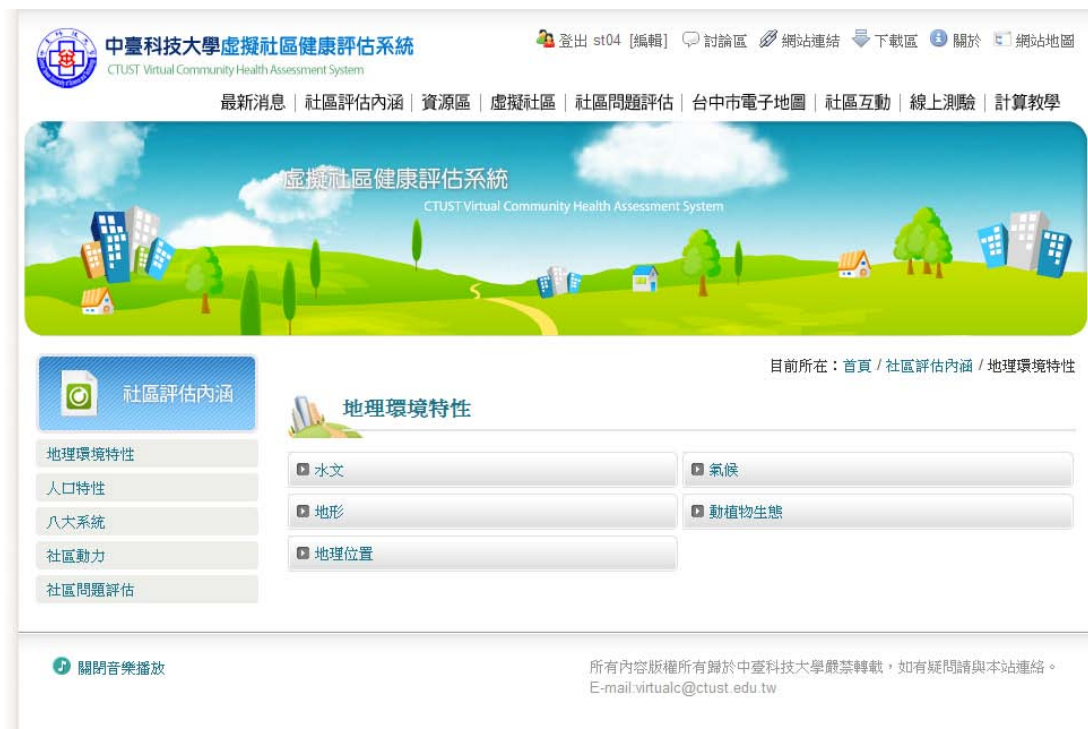 中臺科技大學虛擬社區健康評估系統
CTUST Virtual Community Health Assessment System
登出 st04 [編輯] 討論區 網站連結 下載區 關於 網站地圖
最新消息 | 社區評估內涵 | 資源區 | 虛擬社區 | 社區問題評估 | 台中市電子地圖 | 社區互動 | 線上測驗 | 計算教學
虛擬社區健康評估系統
CTUST Virtual Community Health Assessment System
目前所在：首頁 / 社區評估內涵 / 地理環境特性
社區評估內涵
地理環境特性
人口特性
八大系統
社區動力
社區問題評估
地理環境特性
水文
氣候
地形
動植物生態
地理位置
關閉音樂播放
所有內容版權所有歸於中臺科技大學嚴禁轉載，如有疑問請與本站連絡。
E-mail:virtualc@ctust.edu.tw